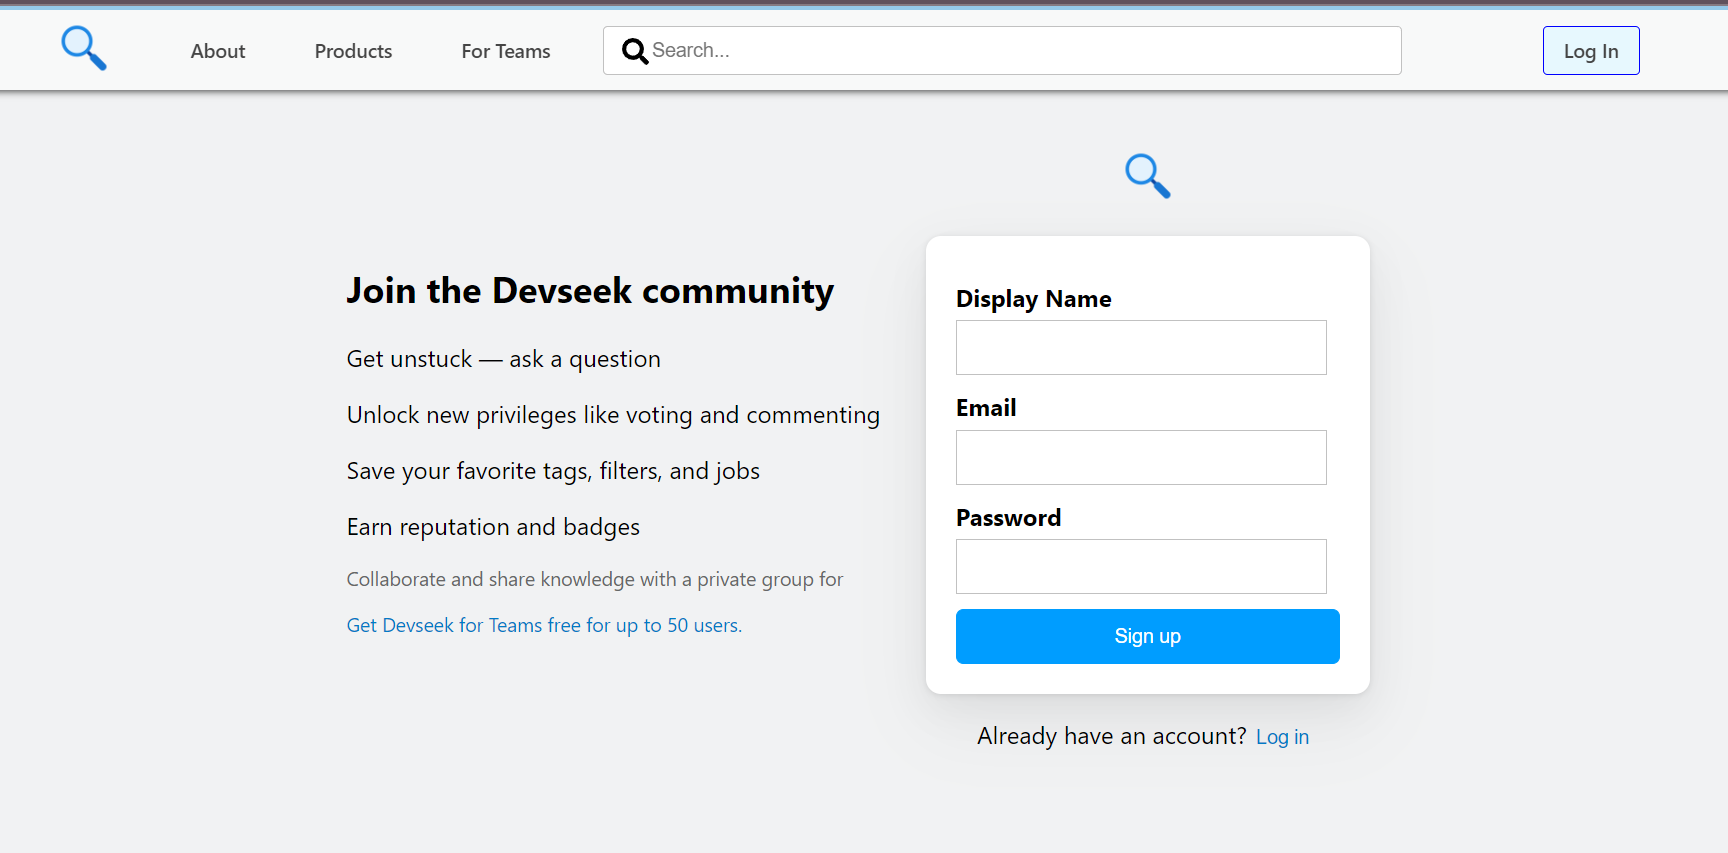 About
Products
For Teams
Search...
Log In
Join the Devseek community
Get unstuck — ask a question
Unlock new privileges like voting and commenting
Save your favorite tags, filters, and jobs
Earn reputation and badges
Collaborate and share knowledge with a private group for
Get Devseek for Teams free for up to 50 users.
Display Name
Email
Password
Sign up
Already have an account? Log in